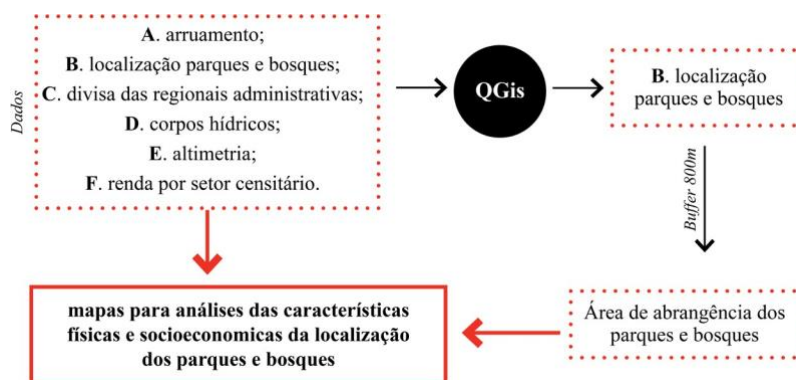 Dados
A. arruamento;
B. localização parques e bosques;
C. divisa das regionais administrativas;
D. corpos hídricos;
E. altimetria;
F. renda por setor censitário.
QGis
B. localização
parques e bosques
Buffer 800m
Área de abrangência dos
parques e bosques
mapas para análises das características
físicas e socioeconomicas da localização
dos parques e bosques